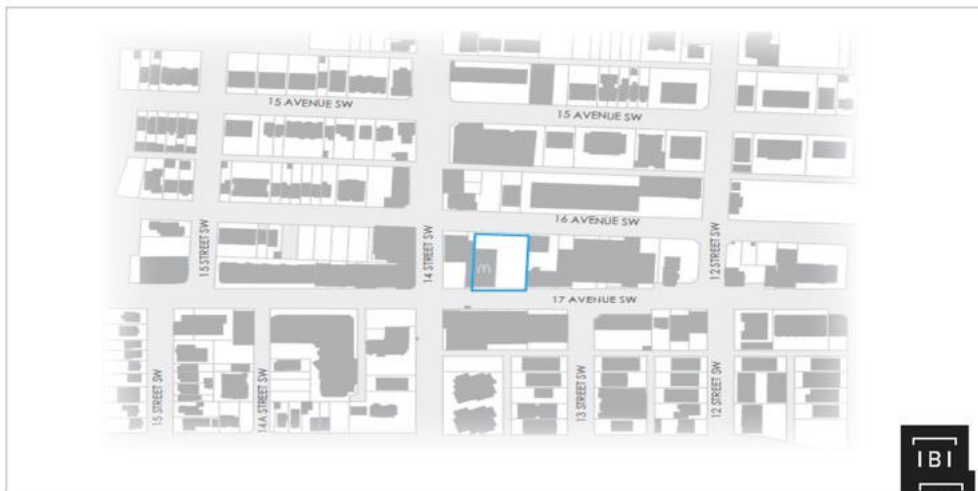 15 AVENUE SW
15 AVENUE SW
16 AVENUE SW
15 STREET SW
14 STREET SW
12 STREET SW
m
17 AVENUE SW
15 STREET SW
14A STREET SW
13 STREET SW
12 STREET SW
IBI